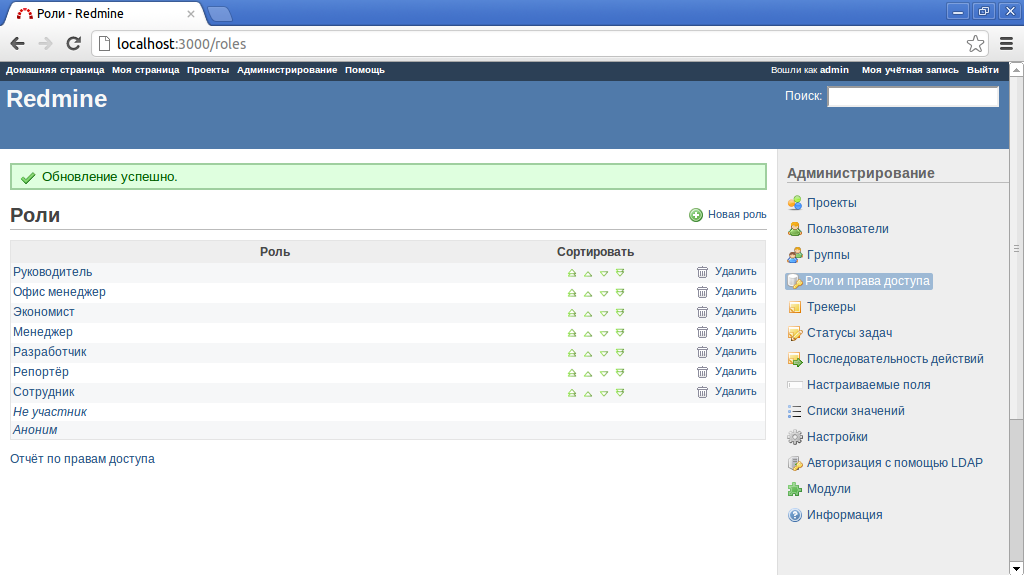 Роли - Redmine
localhost:3000/roles
Домашняя страница Моя страница Проекты Администрирование Помощь Вошли как admin Моя учётная запись Выйти
Redmine
Поиск:
Обновление успешно.
Роли
Новая роль
Роль Сортировать
Руководитель Удалить
Офис менеджер Удалить
Экономист Удалить
Менеджер Удалить
Разработчик Удалить
Репортёр Удалить
Сотрудник Удалить
Не участник
Аноним
Отчёт по правам доступа
Администрирование
Проекты
Пользователи
Группы
Роли и права доступа
Трекеры
Статусы задач
Последовательность действий
Настраиваемые поля
Списки значений
Настройки
Авторизация с помощью LDAP
Модули
Информация